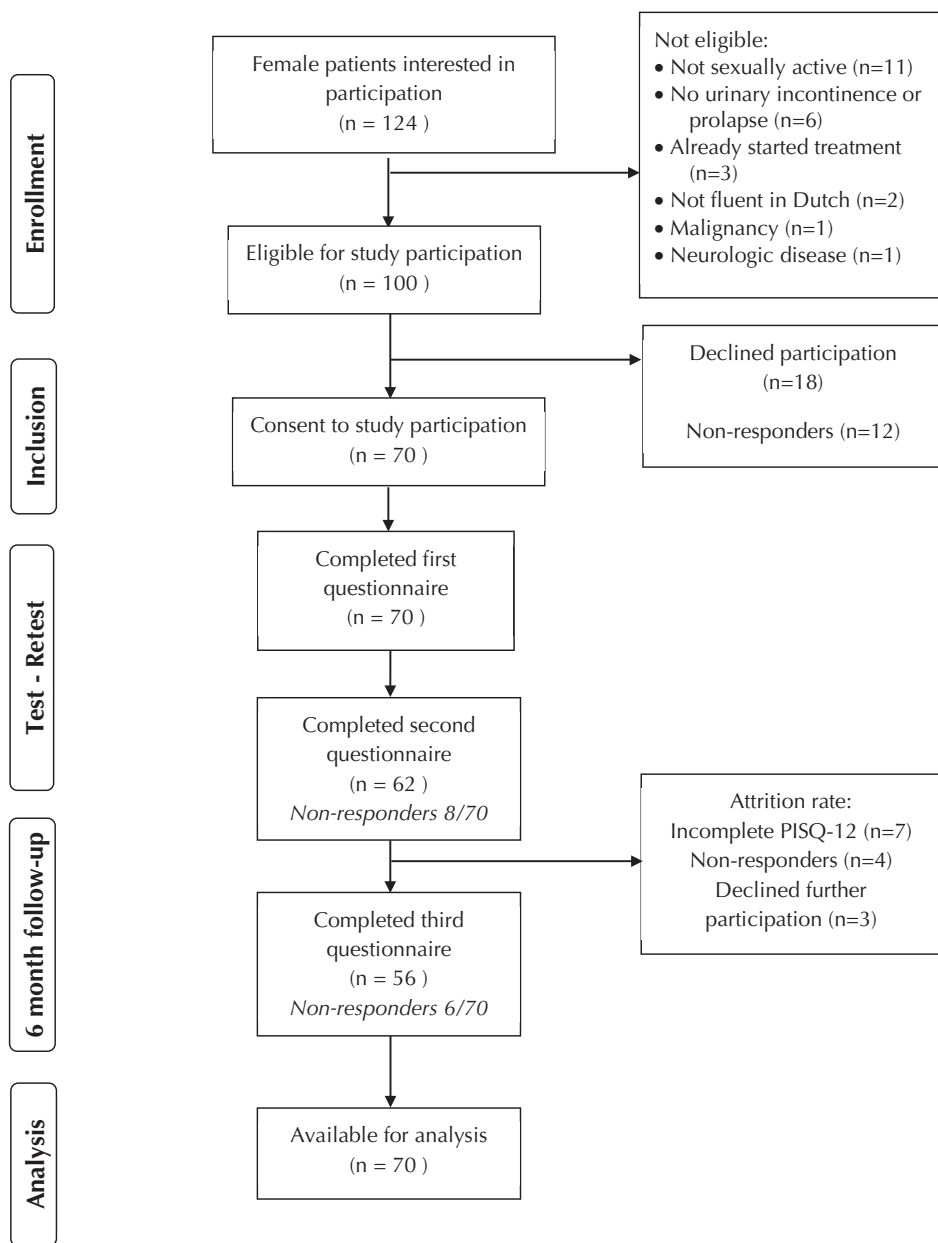 Enrollment
Female patients interested in
participation
(n = 124 )
Not eligible:
• Not sexually active (n=11)
• No urinary incontinence or
prolapse (n=6)
• Already started treatment
(n=3)
• Not fluent in Dutch (n=2)
• Malignancy (n=1)
• Neurologic disease (n=1)
Eligible for study participation
(n = 100 )
Inclusion
Declined participation
(n=18)
Non-responders (n=12)
Consent to study participation
(n = 70 )
Test - Retest
Completed first
questionnaire
(n = 70 )
Completed second
questionnaire
(n = 62 )
Non-responders 8/70
6 month follow-up
Attrition rate:
Incomplete PISQ-12 (n=7)
Non-responders (n=4)
Declined further
participation (n=3)
Completed third
questionnaire
(n = 56 )
Non-responders 6/70
Analysis
Available for analysis
(n = 70 )